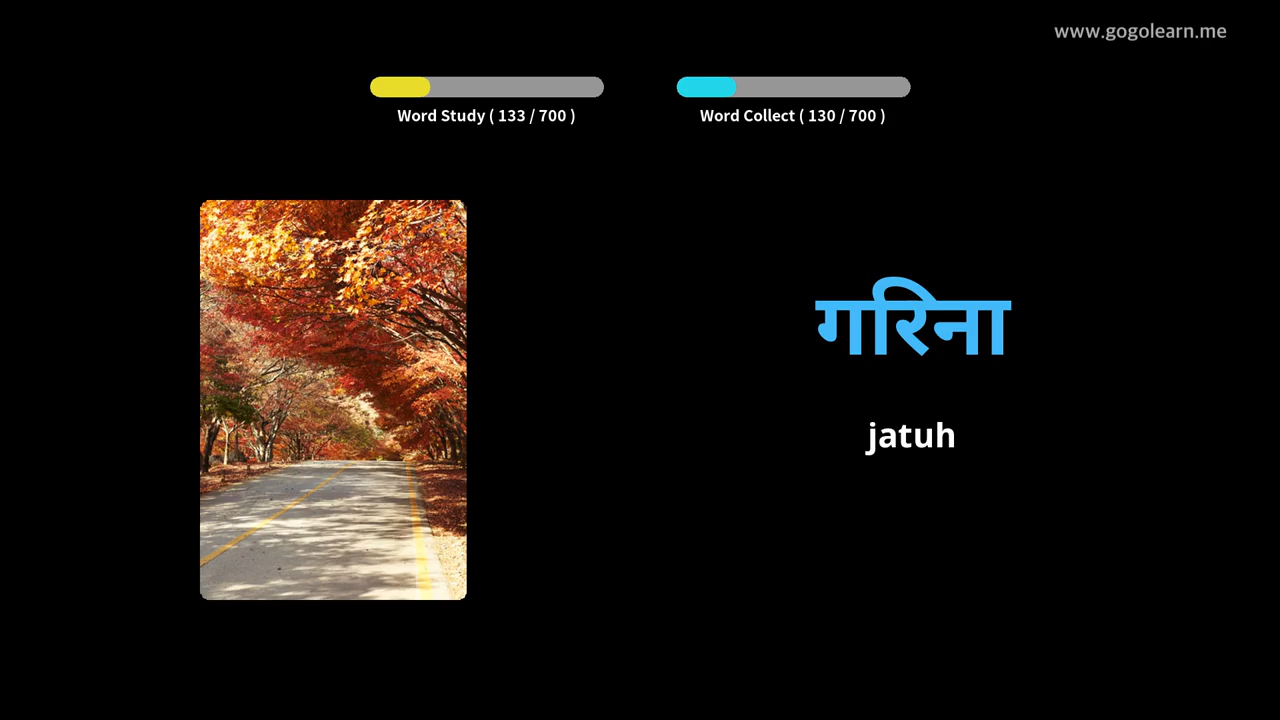 www.gogolearn.me
Word Study ( 133 / 700 )
Word Collect ( 130 / 700 )
गरिना
jatuh